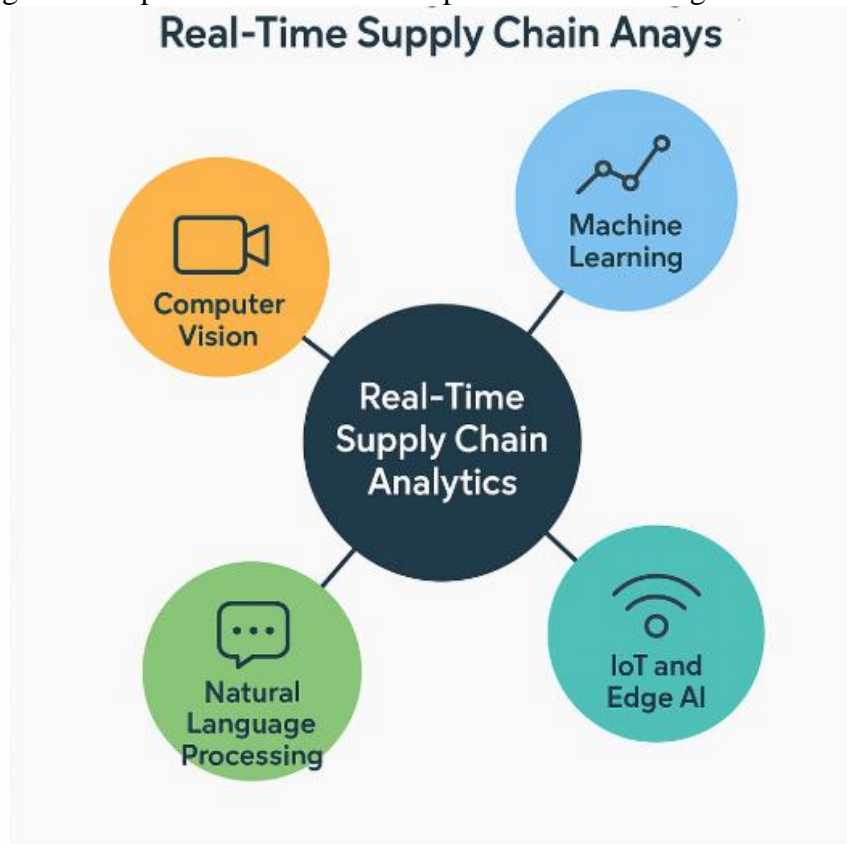 Real-Time Supply Chain Anays
Machine
Learning
Computer
Vision
Real-Time
Supply Chain
Analytics
IoT and
Edge AI
Natural
Language
Processing